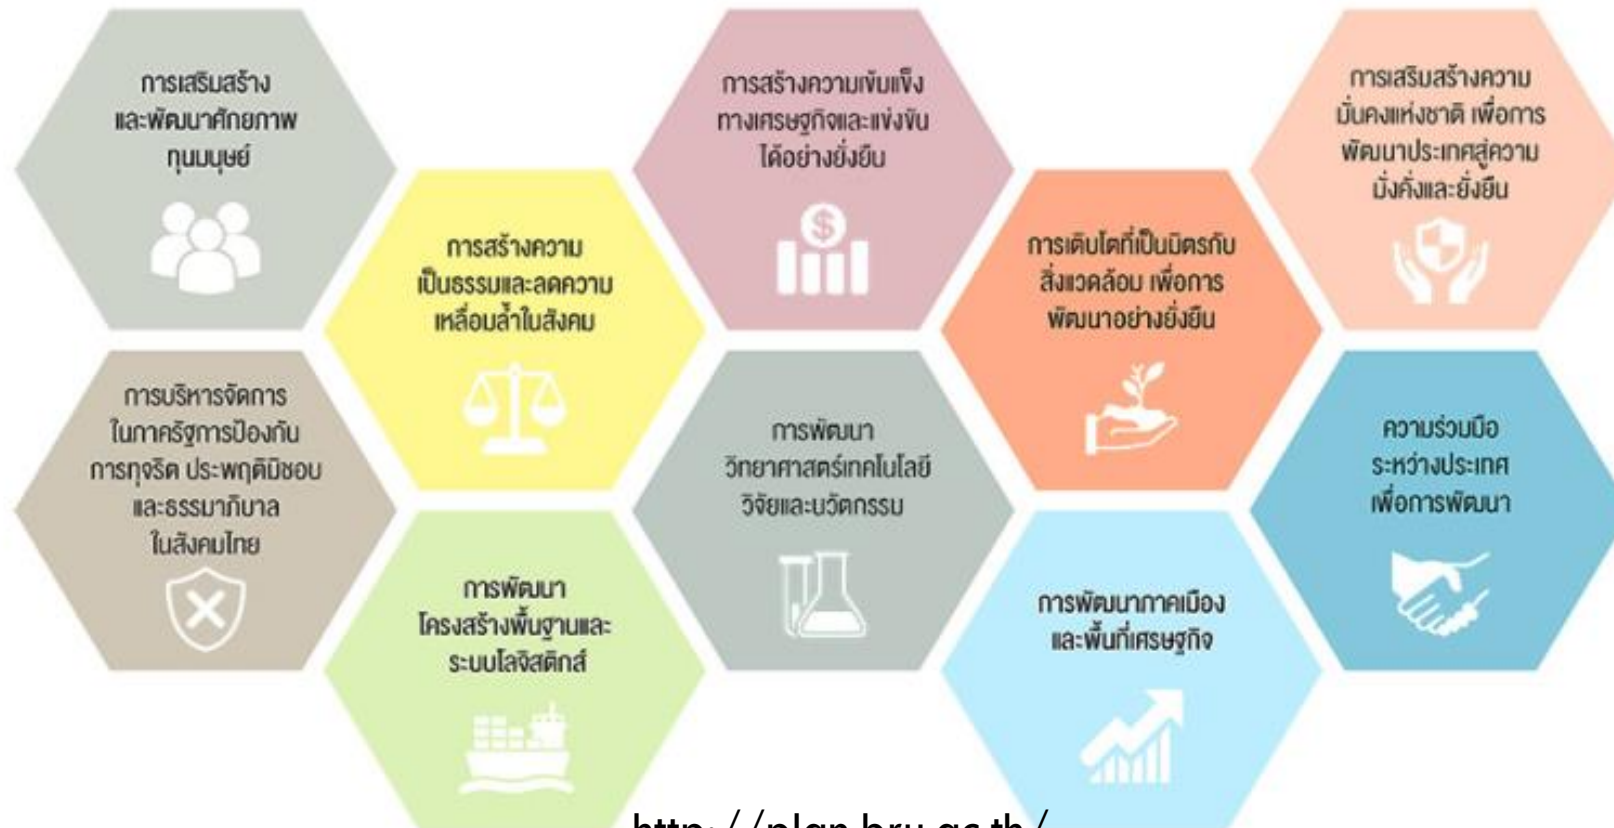 การเสริมสร้าง
และพัฒนาศักยภาพ
ทุนมนุษย์
การสร้างความ
เป็นธรรมและลดความ
เหลื่อมล้ำในสังคม
การสร้างความเข้มแข็ง
ทางเศรษฐกิจและแข่งขัน
ได้อย่างยั่งยืน
การเติบโตที่เป็นมิตรกับ
สิ่งแวดล้อม เพื่อการ
พัฒนาอย่างยั่งยืน
การเสริมสร้างความ
มั่นคงแห่งชาติ เพื่อการ
พัฒนาประเทศสู่ความ
มั่งคั่งและยั่งยืน
การบริหารจัดการ
ในภาครัฐการป้องกัน
การทุจริต ประพฤติมิชอบ
และธรรมาภิบาล
ในสังคมไทย
การพัฒนา
โครงสร้างพื้นฐานและ
ระบบโลจิสติกส์
การพัฒนา
วิทยาศาสตร์เทคโนโลยี
วิจัยและนวัตกรรม
การพัฒนาภาคเมือง
และพื้นที่เศรษฐกิจ
ความร่วมมือ
ระหว่างประเทศ
เพื่อการพัฒนา
http://plan.bru.ac.th/